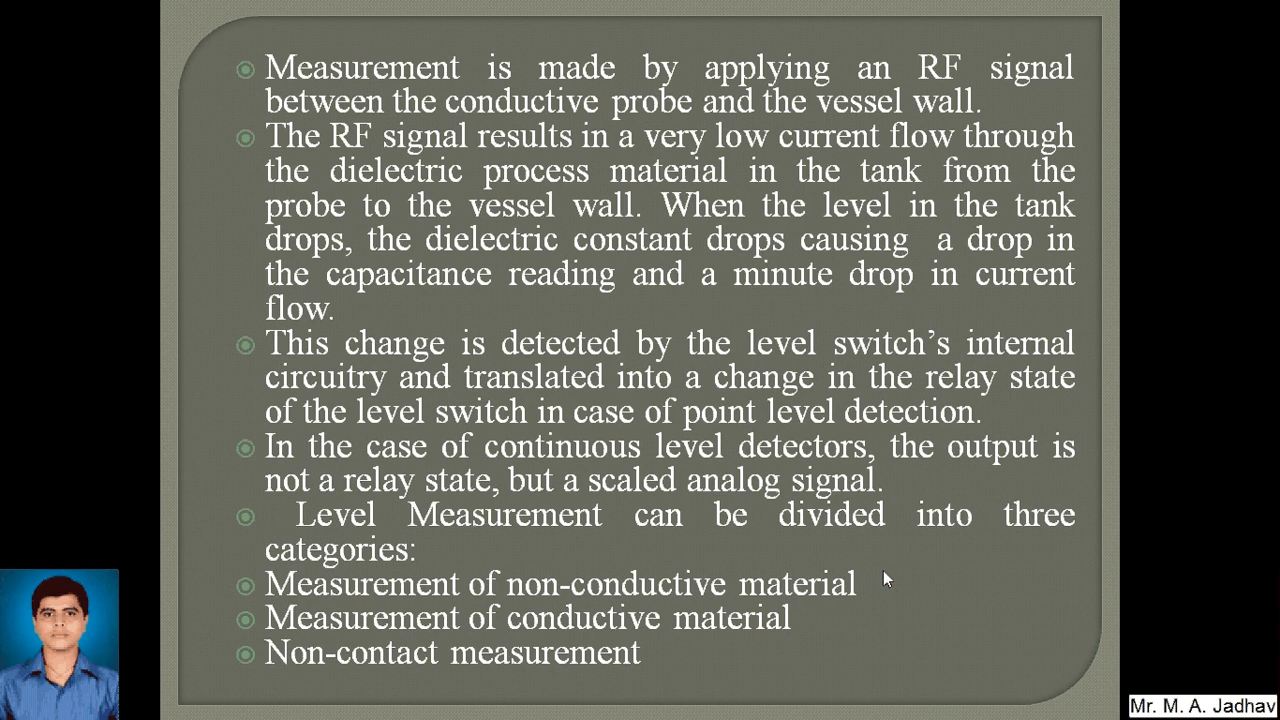 Measurement is made by applying an RF signal
between the conductive probe and the vessel wall.
The RF signal results in a very low current flow through
the dielectric process material in the tank from the
probe to the vessel wall. When the level in the tank
drops, the dielectric constant drops causing a drop in
the capacitance reading and a minute drop in current
flow.
This change is detected by the level switch’s internal
circuitry and translated into a change in the relay state
of the level switch in case of point level detection.
In the case of continuous level detectors, the output is
not a relay state, but a scaled analog signal.
Level Measurement can be divided into three
categories:
Measurement of non-conductive material
Measurement of conductive material
Non-contact measurement
Mr. M. A. Jadhav